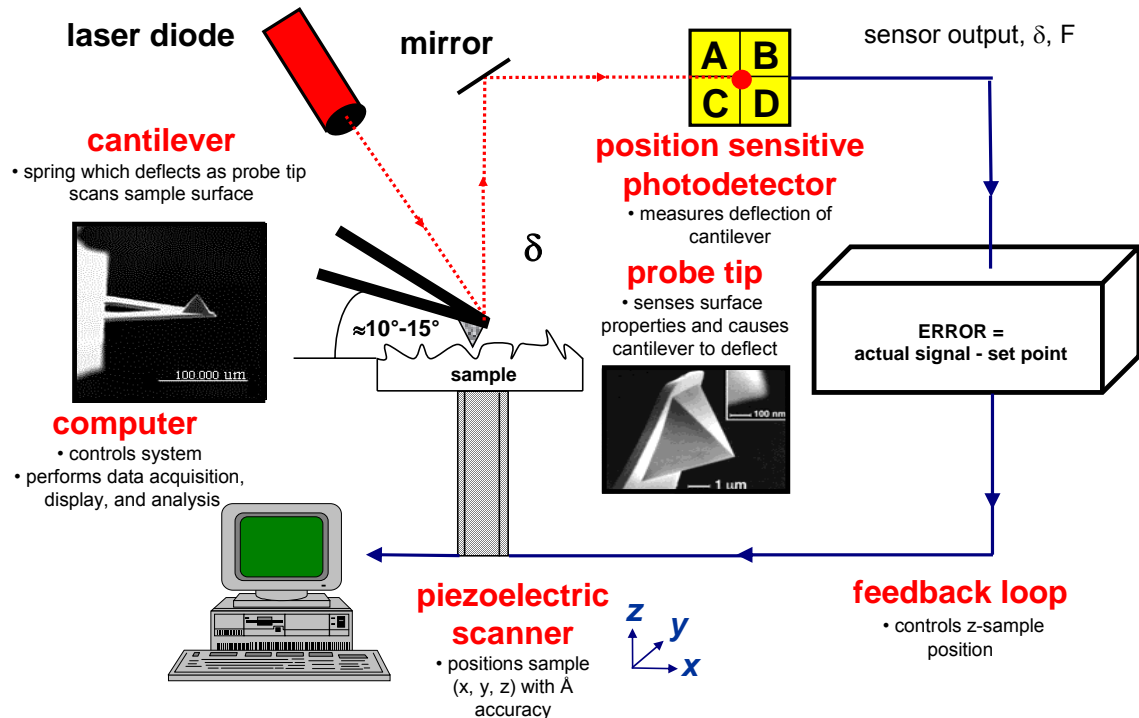 laser diode
mirror
A B
C D
sensor output, δ, F
cantilever
• spring which deflects as probe tip
scans sample surface
100.000 um
position sensitive
photodetector
• measures deflection of
cantilever
δ
≈10°-15°
sample
probe tip
• senses surface
properties and causes
cantilever to deflect
100 nm
1 µm
ERROR =
actual signal - set point
computer
• controls system
• performs data acquisition,
display, and analysis
piezoelectric
scanner
• positions sample
(x, y, z) with Å
accuracy
z
y
x
feedback loop
• controls z-sample
position